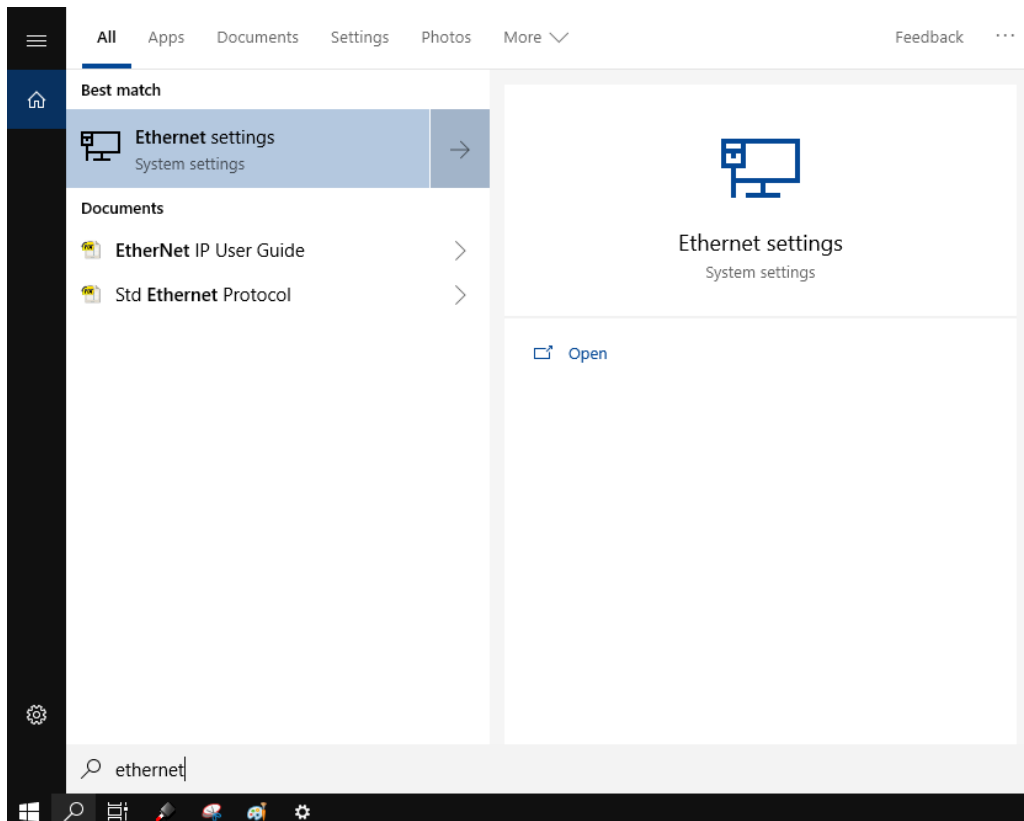 All Apps Documents Settings Photos More Feedback ...
Best match
Ethernet settings
System settings
Documents
EtherNet IP User Guide
Std Ethernet Protocol
Ethernet settings
System settings
Open
ethernet